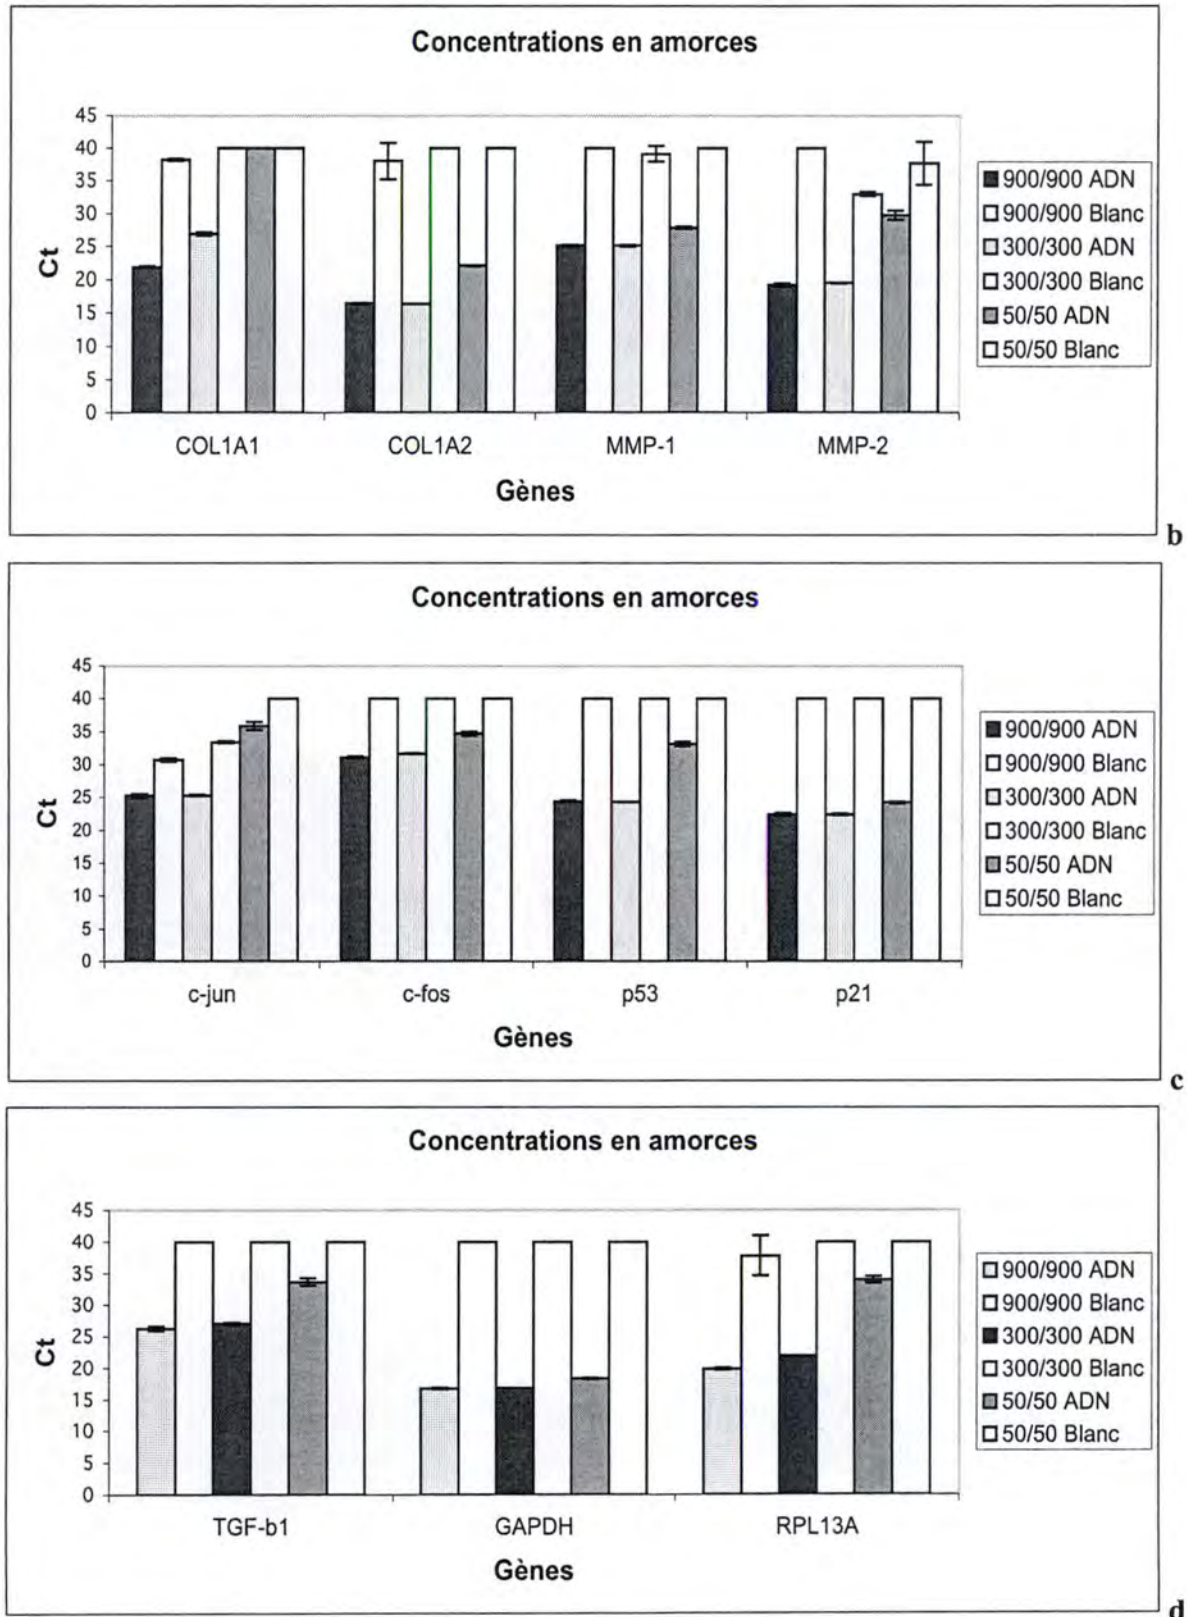 Concentrations en amorces
45
40
35
30
25
20
15
10
5
0
Ct
COL1A1 COL1A2 MMP-1 MMP-2
Gènes
900/900 ADN
900/900 Blanc
300/300 ADN
300/300 Blanc
50/50 ADN
50/50 Blanc
b
Concentrations en amorces
45
40
35
30
25
20
15
10
5
0
Ct
c-jun c-fos p53 p21
Gènes
900/900 ADN
900/900 Blanc
300/300 ADN
300/300 Blanc
50/50 ADN
50/50 Blanc
c
Concentrations en amorces
45
40
35
30
25
20
15
10
5
0
Ct
TGF-b1 GAPDH RPL13A
Gènes
900/900 ADN
900/900 Blanc
300/300 ADN
300/300 Blanc
50/50 ADN
50/50 Blanc
d